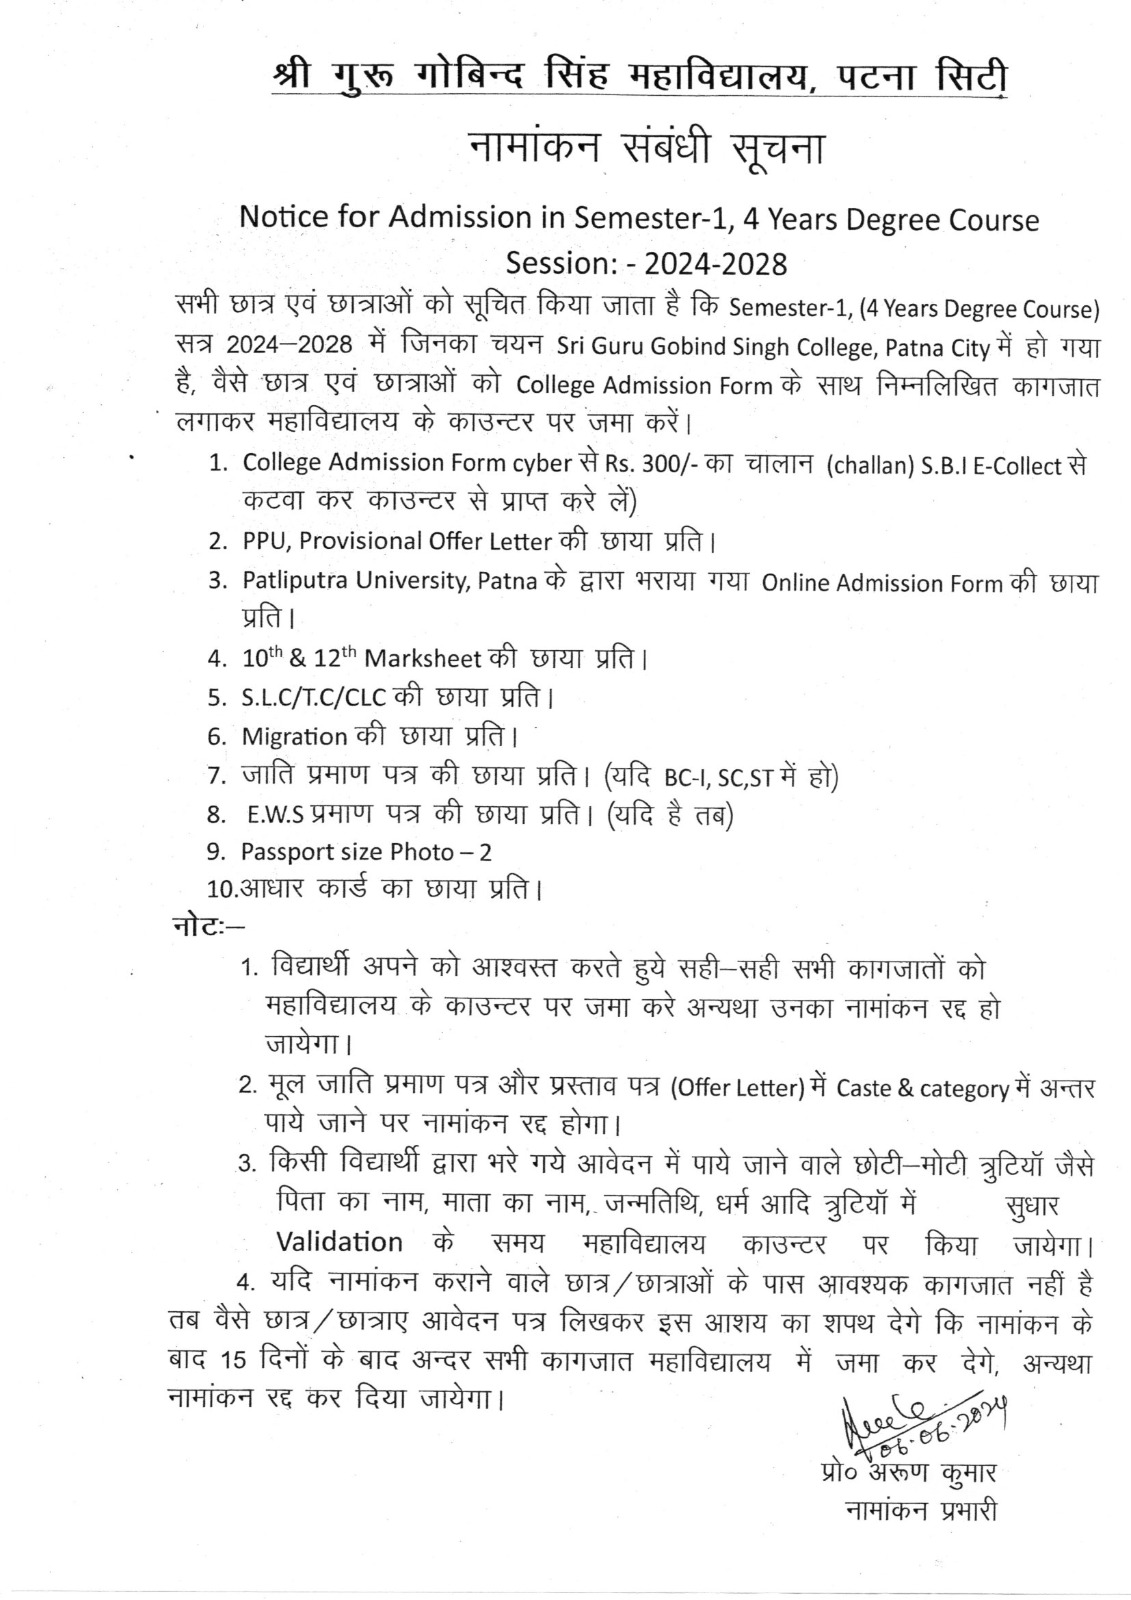 श्री गुरू गोबिन्द सिंह महाविद्यालय, पटना सिटी
नामांकन संबंधी सूचना
Notice for Admission in Semester-1, 4 Years Degree Course
Session: - 2024-2028
सभी छात्र एवं छात्राओं को सूचित किया जाता है कि Semester-1, (4 Years Degree Course)
सत्र 2024–2028 में जिनका चयन Sri Guru Gobind Singh College, Patna City में हो गया
है, वैसे छात्र एवं छात्राओं को College Admission Form के साथ निम्नलिखित कागजात
लगाकर महाविद्यालय के काउन्टर पर जमा करें।
1. College Admission Form cyber से Rs. 300/- का चालान (challan) S.B.I E-Collect से
कटवा कर काउन्टर से प्राप्त करे लें)
2. PPU, Provisional Offer Letter की छाया प्रति।
3. Patliputra University, Patna के द्वारा भराया गया Online Admission Form की छाया
प्रति।
4. 10th & 12th Marksheet की छाया प्रति।
5. S.L.C/T.C/CLC की छाया प्रति।
6. Migration की छाया प्रति।
7. जाति प्रमाण पत्र की छाया प्रति। (यदि BC-I, SC,ST में हो)
8. E.W.S प्रमाण पत्र की छाया प्रति। (यदि है तब)
9. Passport size Photo – 2
10.आधार कार्ड का छाया प्रति।
नोटः–
1. विद्यार्थी अपने को आश्वस्त करते हुये सही–सही सभी कागजातों को
महाविद्यालय के काउन्टर पर जमा करे अन्यथा उनका नामांकन रद्द हो
जायेगा।
2. मूल जाति प्रमाण पत्र और प्रस्ताव पत्र (Offer Letter) में Caste & category में अन्तर
पाये जाने पर नामांकन रद्द होगा।
3. किसी विद्यार्थी द्वारा भरे गये आवेदन में पाये जाने वाले छोटी–मोटी त्रुटियॉ जैसे
पिता का नाम, माता का नाम, जन्मतिथि, धर्म आदि त्रुटियॉ में सुधार
Validation के समय महाविद्यालय काउन्टर पर किया जायेगा।
4. यदि नामांकन कराने वाले छात्र/छात्राओं के पास आवश्यक कागजात नहीं है
तब वैसे छात्र/छात्राए आवेदन पत्र लिखकर इस आशय का शपथ देगे कि नामांकन के
बाद 15 दिनों के बाद अन्दर सभी कागजात महाविद्यालय में जमा कर देगे, अन्यथा
नामांकन रद्द कर दिया जायेगा।
06.06.2024
प्रो० अरूण कुमार
नामांकन प्रभारी